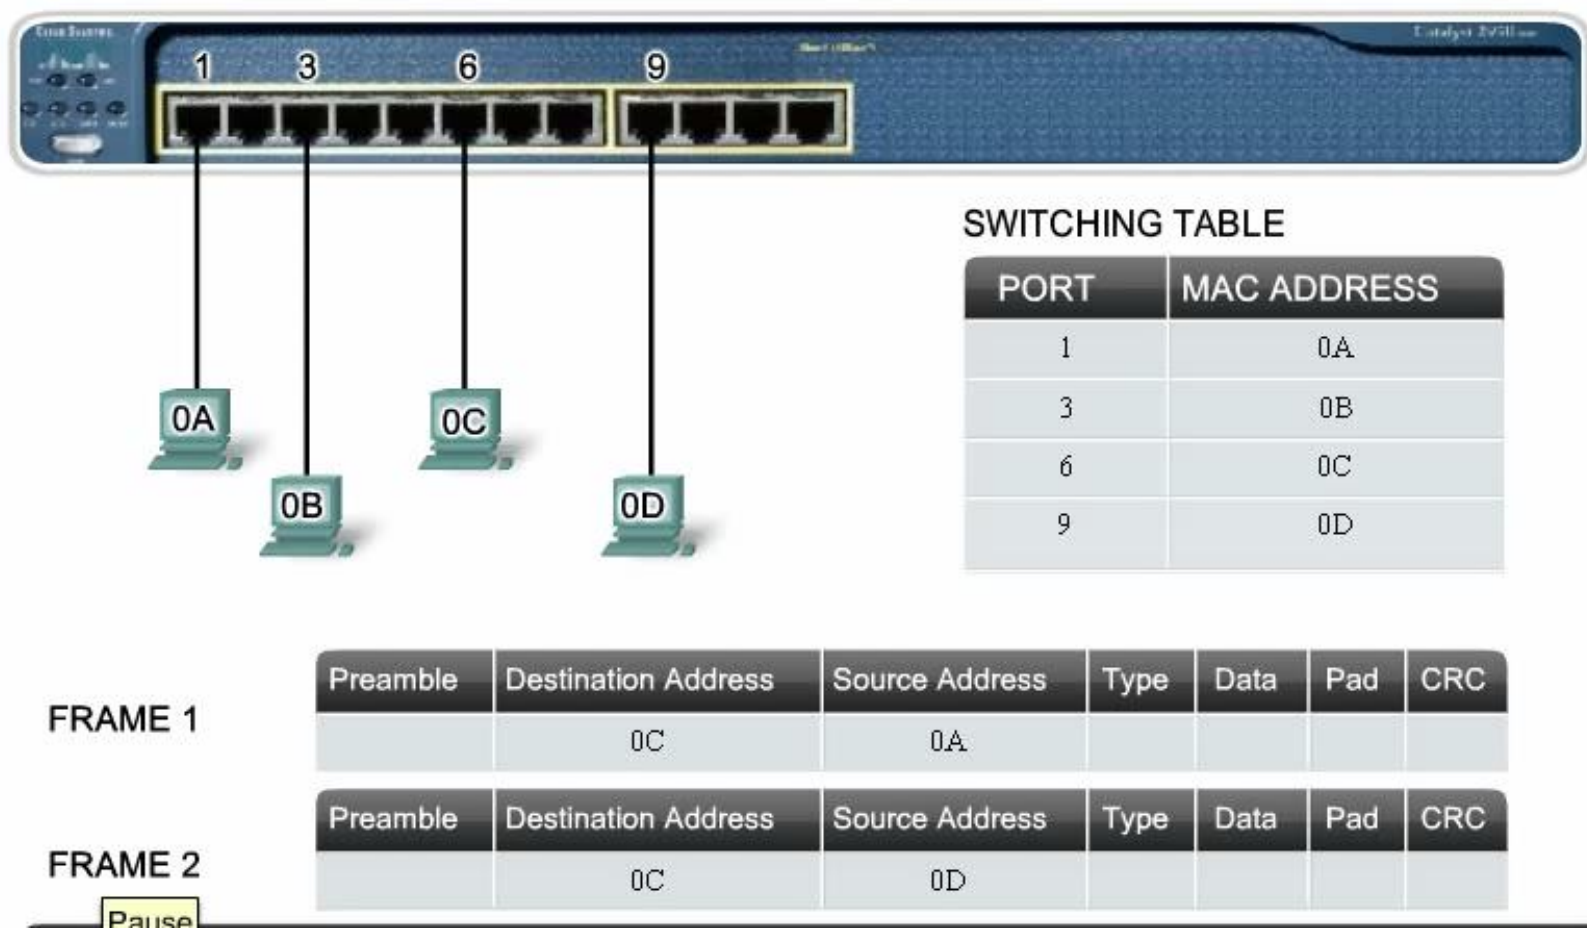 Cisco Systems
1 3 6 9
SWITCHING TABLE
PORT MAC ADDRESS
1 0A
3 0B
6 0C
9 0D
0A 0C
0B 0D
Preamble Destination Address Source Address Type Data Pad CRC
FRAME 1
0C 0A
Preamble Destination Address Source Address Type Data Pad CRC
FRAME 2
0C 0D
Pause